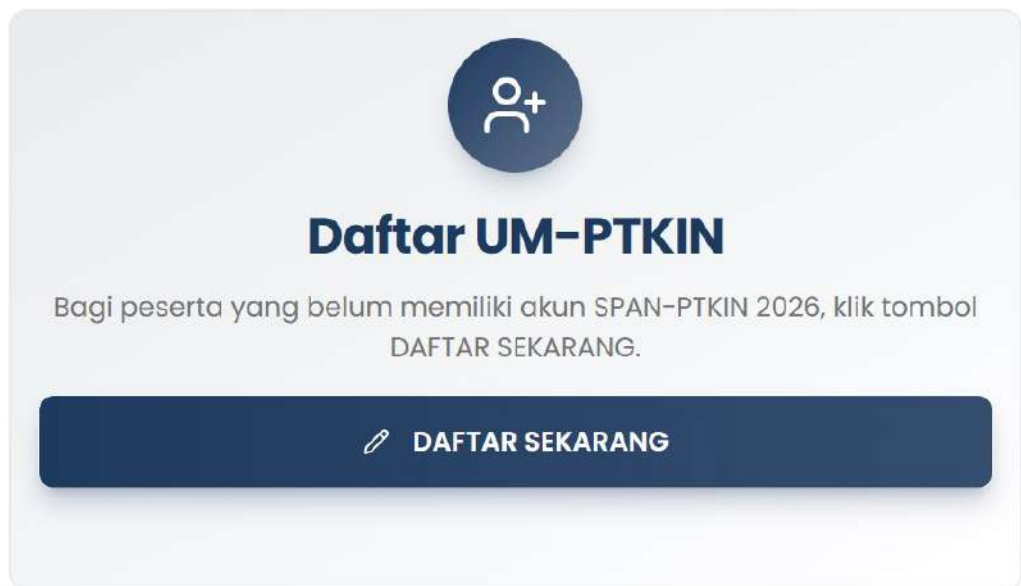 Daftar UM-PTKIN
Bagi peserta yang belum memiliki akun SPAN-PTKIN 2026, klik tombol
DAFTAR SEKARANG.
DAFTAR SEKARANG